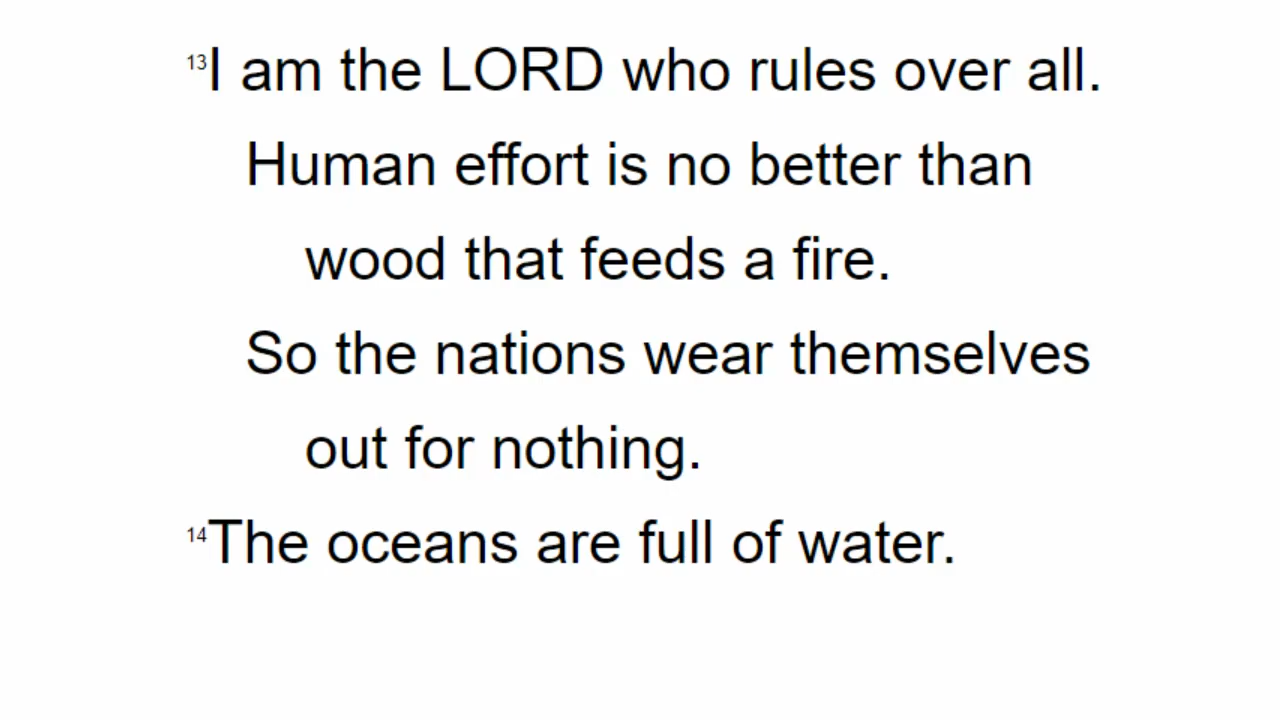 13I am the LORD who rules over all.
Human effort is no better than
wood that feeds a fire.
So the nations wear themselves
out for nothing.
14The oceans are full of water.